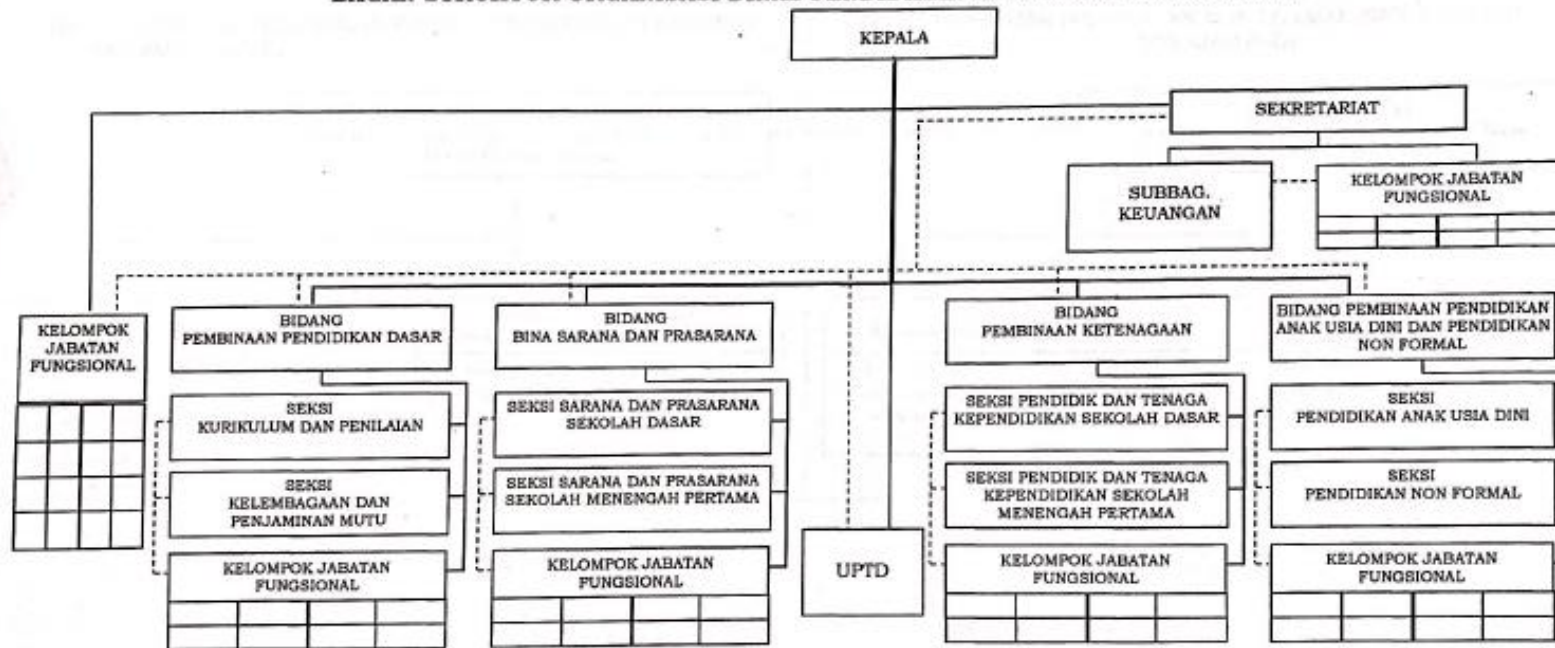 KEPALA
SEKRETARIAT
SUBBAG.
KEUANGAN
KELOMPOK JABATAN
FUNGSIONAL
KELOMPOK
JABATAN
FUNGSIONAL
BIDANG
PEMBINAAN PENDIDIKAN DASAR
BIDANG
BINA SARANA DAN PRASARANA
BIDANG
PEMBINAAN KETENAGAAN
BIDANG PEMBINAAN PENDIDIKAN
ANAK USIA DINI DAN PENDIDIKAN
NON FORMAL
SEKSI
KURIKULUM DAN PENILAIAN
SEKSI SARANA DAN PRASARANA
SEKOLAH DASAR
SEKSI PENDIDIK DAN TENAGA
KEPENDIDIKAN SEKOLAH DASAR
SEKSI
PENDIDIKAN ANAK USIA DINI
SEKSI
KELEMBAGAAN DAN
PENJAMINAN MUTU
SEKSI SARANA DAN PRASARANA
SEKOLAH MENENGAH PERTAMA
SEKSI PENDIDIK DAN TENAGA
KEPENDIDIKAN SEKOLAH
MENENGAH PERTAMA
SEKSI
PENDIDIKAN NON FORMAL
KELOMPOK JABATAN
FUNGSIONAL
KELOMPOK JABATAN
FUNGSIONAL
UPTD
KELOMPOK JABATAN
FUNGSIONAL
KELOMPOK JABATAN
FUNGSIONAL